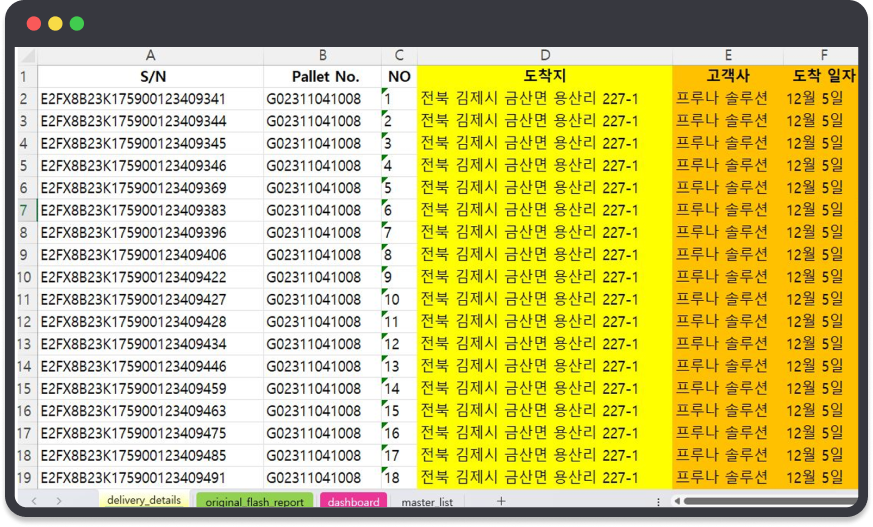 A B C D E F
1 S/N Pallet No. NO 도착지 고객사 도착 일자
2 E2FX8B23K175900123409341 G02311041008 1 전북 김제시 금산면 용산리 227-1 프루나 솔루션 12월 5일
3 E2FX8B23K175900123409344 G02311041008 2 전북 김제시 금산면 용산리 227-1 프루나 솔루션 12월 5일
4 E2FX8B23K175900123409345 G02311041008 3 전북 김제시 금산면 용산리 227-1 프루나 솔루션 12월 5일
5 E2FX8B23K175900123409346 G02311041008 4 전북 김제시 금산면 용산리 227-1 프루나 솔루션 12월 5일
6 E2FX8B23K175900123409369 G02311041008 5 전북 김제시 금산면 용산리 227-1 프루나 솔루션 12월 5일
7 E2FX8B23K175900123409383 G02311041008 6 전북 김제시 금산면 용산리 227-1 프루나 솔루션 12월 5일
8 E2FX8B23K175900123409396 G02311041008 7 전북 김제시 금산면 용산리 227-1 프루나 솔루션 12월 5일
9 E2FX8B23K175900123409406 G02311041008 8 전북 김제시 금산면 용산리 227-1 프루나 솔루션 12월 5일
10 E2FX8B23K175900123409422 G02311041008 9 전북 김제시 금산면 용산리 227-1 프루나 솔루션 12월 5일
11 E2FX8B23K175900123409427 G02311041008 10 전북 김제시 금산면 용산리 227-1 프루나 솔루션 12월 5일
12 E2FX8B23K175900123409428 G02311041008 11 전북 김제시 금산면 용산리 227-1 프루나 솔루션 12월 5일
13 E2FX8B23K175900123409434 G02311041008 12 전북 김제시 금산면 용산리 227-1 프루나 솔루션 12월 5일
14 E2FX8B23K175900123409446 G02311041008 13 전북 김제시 금산면 용산리 227-1 프루나 솔루션 12월 5일
15 E2FX8B23K175900123409459 G02311041008 14 전북 김제시 금산면 용산리 227-1 프루나 솔루션 12월 5일
16 E2FX8B23K175900123409463 G02311041008 15 전북 김제시 금산면 용산리 227-1 프루나 솔루션 12월 5일
17 E2FX8B23K175900123409475 G02311041008 16 전북 김제시 금산면 용산리 227-1 프루나 솔루션 12월 5일
18 E2FX8B23K175900123409485 G02311041008 17 전북 김제시 금산면 용산리 227-1 프루나 솔루션 12월 5일
19 E2FX8B23K175900123409491 G02311041008 18 전북 김제시 금산면 용산리 227-1 프루나 솔루션 12월 5일
delivery_details original_flash_report dashboard master_list +